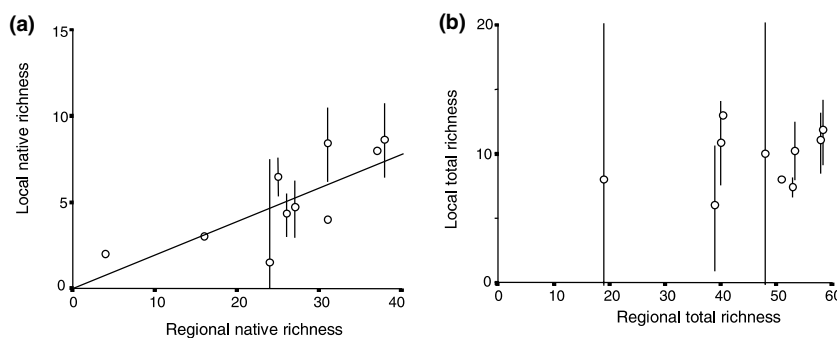 (a)
15
10
5
0
Local native richness
0 10 20 30 40
Regional native richness
(b)
20
10
0
Local total richness
0 10 20 30 40 50 60
Regional total richness